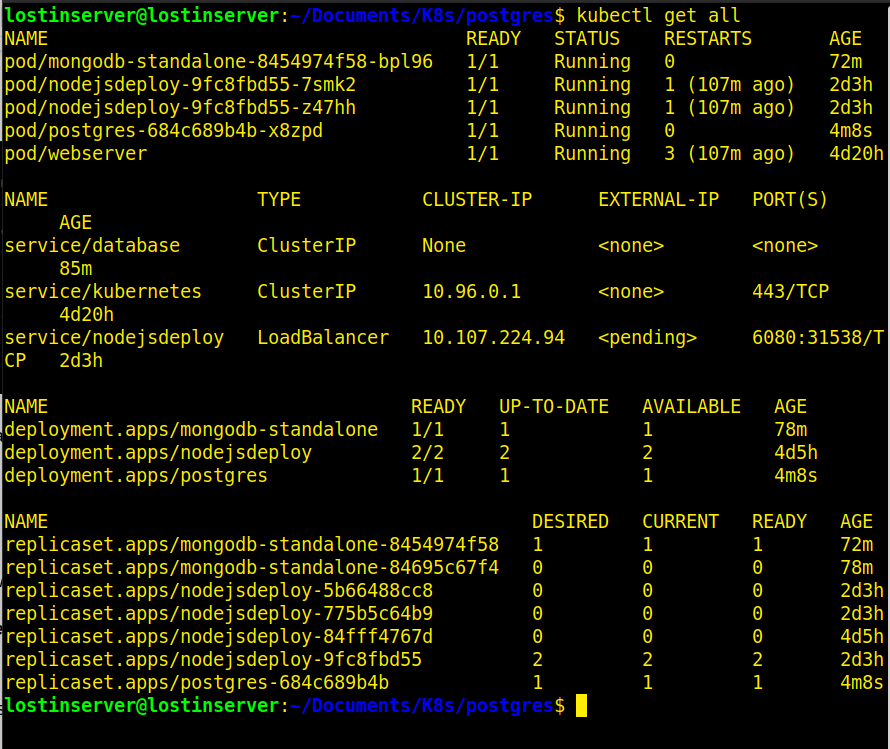 lostinserver@lostinserver:~/Documents/K8s/postgres$ kubectl get all
NAME READY STATUS RESTARTS AGE
pod/mongodb-standalone-8454974f58-bpl96 1/1 Running 0 72m
pod/nodejsdeploy-9fc8fbd55-7smk2 1/1 Running 1 (107m ago) 2d3h
pod/nodejsdeploy-9fc8fbd55-z47hh 1/1 Running 1 (107m ago) 2d3h
pod/postgres-684c689b4b-x8zpd 1/1 Running 0 4m8s
pod/webserver 1/1 Running 3 (107m ago) 4d20h
NAME TYPE CLUSTER-IP EXTERNAL-IP PORT(S)
AGE
service/database ClusterIP None <none> <none>
85m
service/kubernetes ClusterIP 10.96.0.1 <none> 443/TCP
4d20h
service/nodejsdeploy LoadBalancer 10.107.224.94 <pending> 6080:31538/T
CP 2d3h
NAME READY UP-TO-DATE AVAILABLE AGE
deployment.apps/mongodb-standalone 1/1 1 1 78m
deployment.apps/nodejsdeploy 2/2 2 2 4d5h
deployment.apps/postgres 1/1 1 1 4m8s
NAME DESIRED CURRENT READY AGE
replicaset.apps/mongodb-standalone-8454974f58 1 1 1 72m
replicaset.apps/mongodb-standalone-84695c67f4 0 0 0 78m
replicaset.apps/nodejsdeploy-5b66488cc8 0 0 0 2d3h
replicaset.apps/nodejsdeploy-775b5c64b9 0 0 0 2d3h
replicaset.apps/nodejsdeploy-84fff4767d 0 0 0 4d5h
replicaset.apps/nodejsdeploy-9fc8fbd55 2 2 2 2d3h
replicaset.apps/postgres-684c689b4b 1 1 1 4m8s
lostinserver@lostinserver:~/Documents/K8s/postgres$